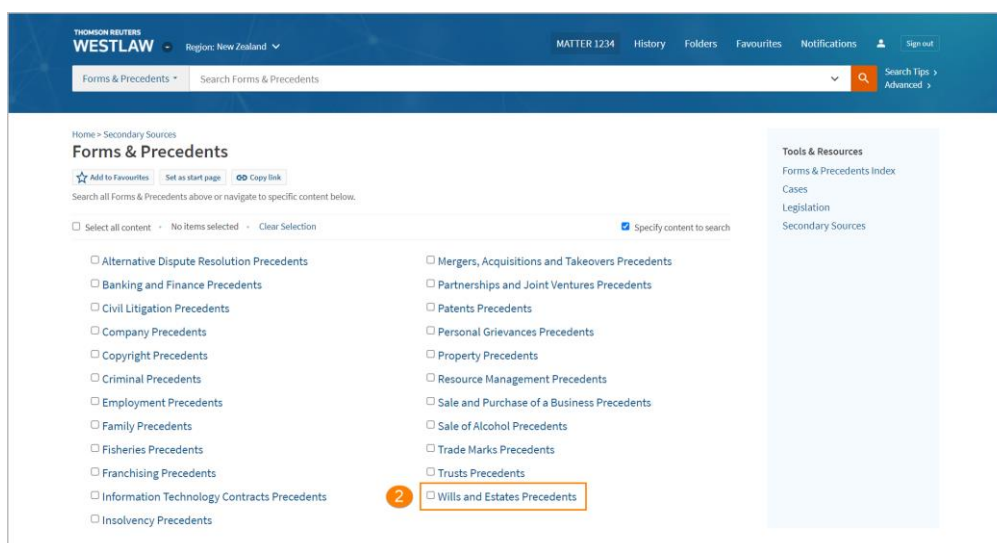 THOMSON REUTERS
WESTLAW Region: New Zealand MATTER 1234 History Folders Favourites Notifications Sign out
Forms & Precedents Search Forms & Precedents Search Tips >
Advanced >
Home > Secondary Sources
Forms & Precedents
Add to Favourites Set as start page Copy link
Search all Forms & Precedents above or navigate to specific content below.
Select all content • No items selected • Clear Selection Specify content to search
Alternative Dispute Resolution Precedents
Banking and Finance Precedents
Civil Litigation Precedents
Company Precedents
Copyright Precedents
Criminal Precedents
Employment Precedents
Family Precedents
Fisheries Precedents
Franchising Precedents
Information Technology Contracts Precedents
Insolvency Precedents
Mergers, Acquisitions and Takeovers Precedents
Partnerships and Joint Ventures Precedents
Patents Precedents
Personal Grievances Precedents
Property Precedents
Resource Management Precedents
Sale and Purchase of a Business Precedents
Sale of Alcohol Precedents
Trade Marks Precedents
Trusts Precedents
2 Wills and Estates Precedents
Tools & Resources
Forms & Precedents Index
Cases
Legislation
Secondary Sources